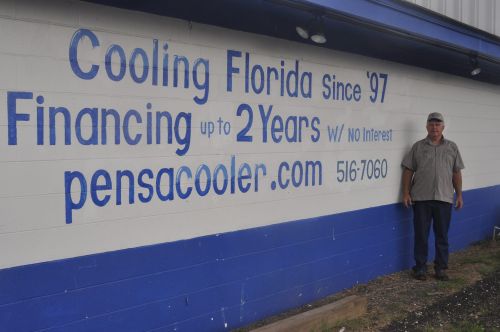 Cooling Florida Since '97
Financing up to 2 Years W/ No Interest
pensacooler.com 516-7060